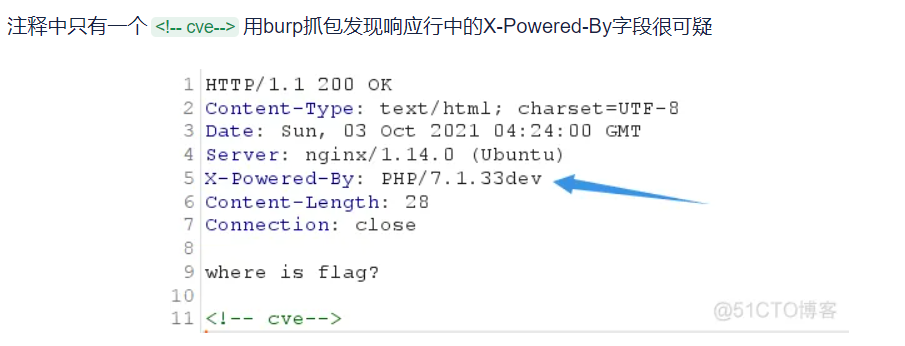 注释中只有一个 <!-- cve--> 用burp抓包发现响应行中的X-Powered-By字段很可疑
1 HTTP/1.1 200 OK
2 Content-Type: text/html; charset=UTF-8
3 Date: Sun, 03 Oct 2021 04:24:00 GMT
4 Server: nginx/1.14.0 (Ubuntu)
5 X-Powered-By: PHP/7.1.33dev
6 Content-Length: 28
7 Connection: close
8
9 where is flag?
10
11 <!-- cve-->
@51CTO博客